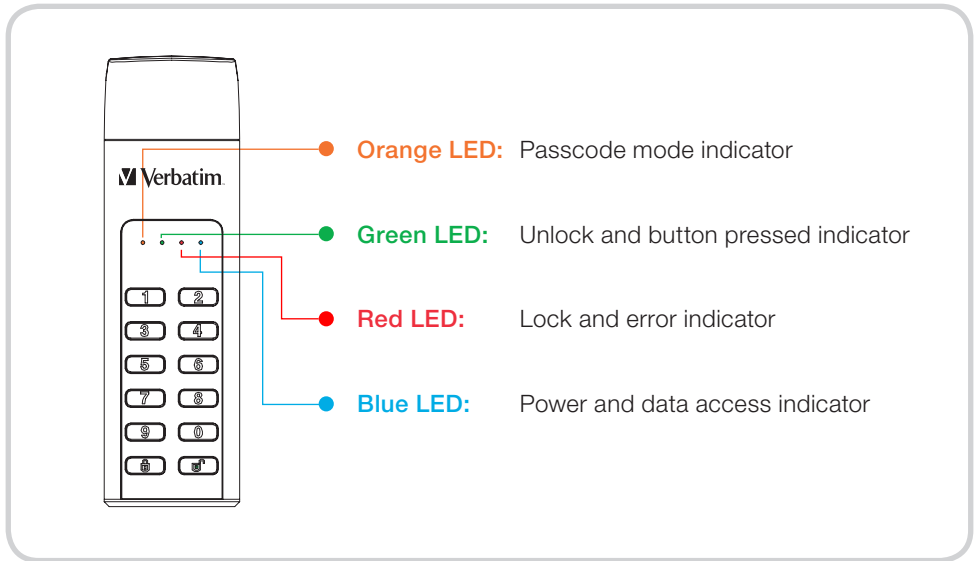 Verbatim.
Orange LED: Passcode mode indicator
Green LED: Unlock and button pressed indicator
1 2
3 4
Red LED: Lock and error indicator
5 6
7 8
Blue LED: Power and data access indicator
9 0